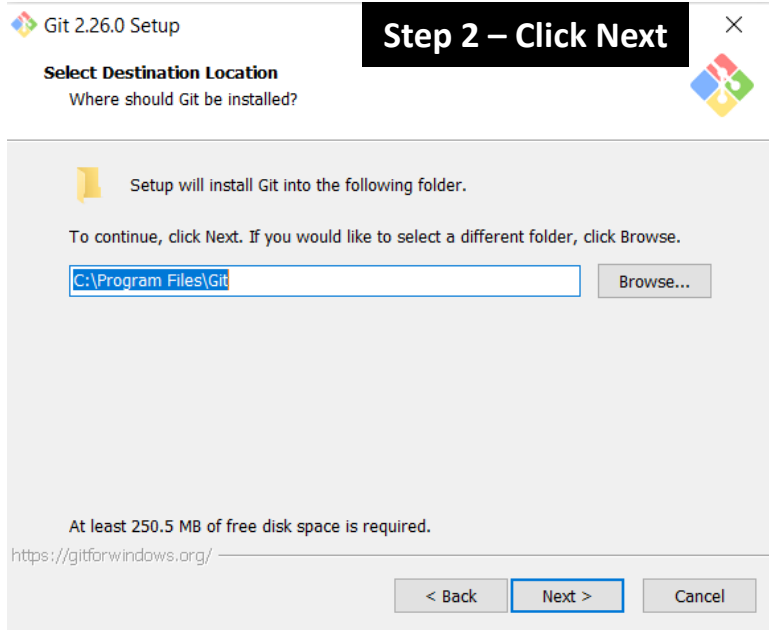 Git 2.26.0 Setup
Step 2 – Click Next
Select Destination Location
Where should Git be installed?
Setup will install Git into the following folder.
To continue, click Next. If you would like to select a different folder, click Browse.
C:\Program Files\Git
Browse...
At least 250.5 MB of free disk space is required.
https://gitforwindows.org/
< Back
Next >
Cancel